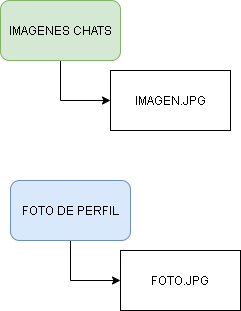 IMAGENES CHATS
IMAGEN.JPG
FOTO DE PERFIL
FOTO.JPG